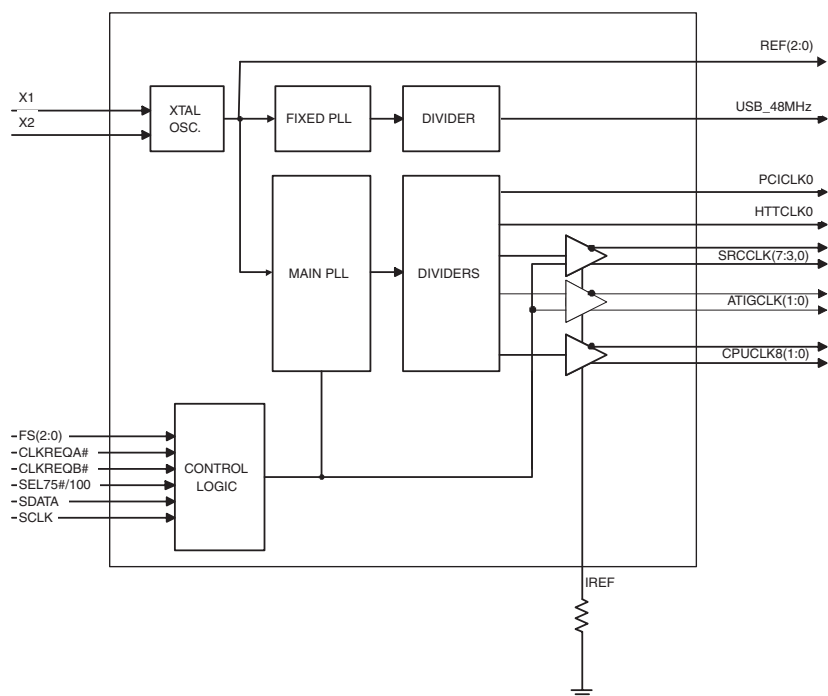 REF(2:0)
X1
X2
XTAL
OSC.
FIXED PLL
DIVIDER
USB_48MHz
PCICLK0
HTTCLK0
MAIN PLL
DIVIDERS
SRCCLK(7:3,0)
ATIGCLK(1:0)
CPUCLK8(1:0)
FS(2:0)
CLKREQA#
CLKREQB#
SEL75#/100
SDATA
SCLK
CONTROL
LOGIC
IREF